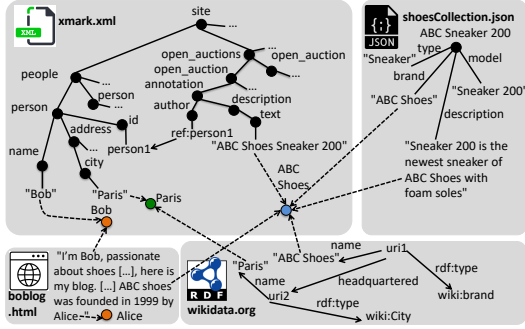 XML
xmark.xml
site
...
open_auctions
...
open_auction
open_auction
...
people
...
annotation
person
...
description
person
author
id
text
address
ref:person1
...
person1
name
city
"ABC Shoes Sneaker 200"
"Bob"
"Paris"
Paris
Bob
ABC
Shoes
{;}
JSON
shoesCollection.json
ABC Sneaker 200
type
model
"Sneaker"
brand
"Sneaker 200"
"ABC Shoes"
description
"Sneaker 200 is the
newest sneaker of
ABC Shoes with
foam soles"
boblog
.html
"I'm Bob, passionate
about shoes [...], here is
my blog. [...] ABC shoes
was founded in 1999 by
Alice."
Alice
RDF
wikidata.org
name
uri1
"ABC Shoes"
"Paris"
headquartered
rdf:type
name
uri2
rdf:type
wiki:brand
wiki:City